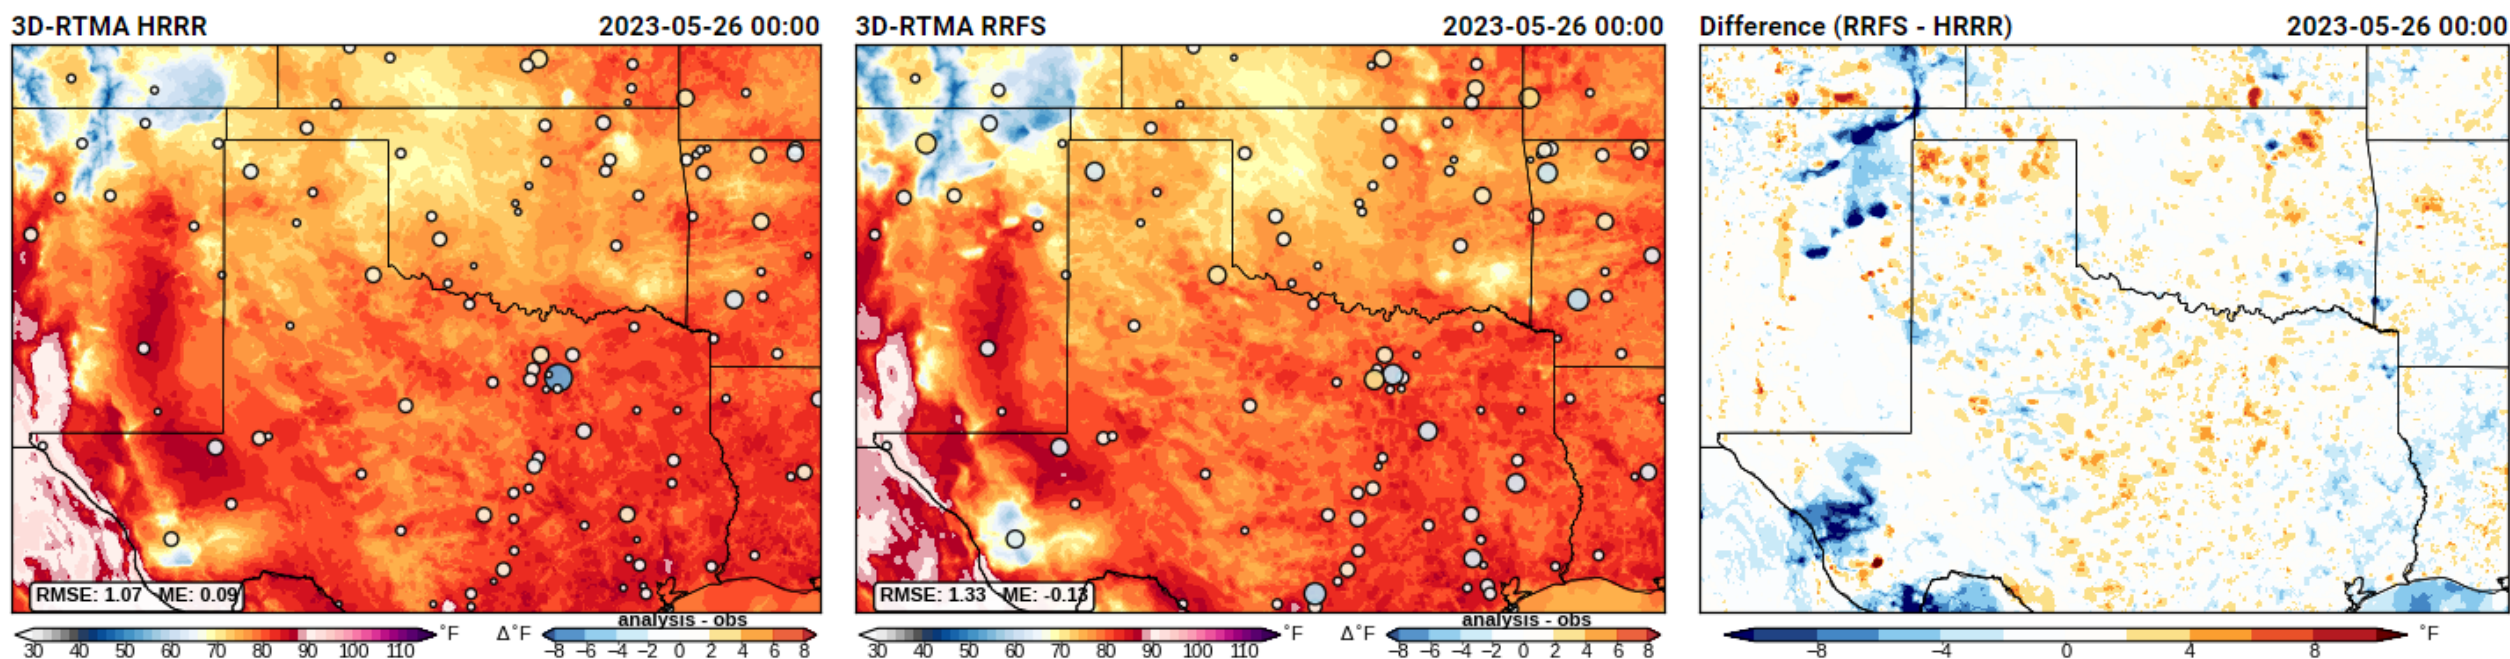 3D-RTMA HRRR 2023-05-26 00:00
3D-RTMA RRFS 2023-05-26 00:00
Difference (RRFS - HRRR) 2023-05-26 00:00
RMSE: 1.07 ME: 0.09
RMSE: 1.33 ME: -0.13
analysis - obs
analysis - obs
°F
Δ°F
°F
Δ°F
°F
30 40 50 60 70 80 90 100 110
−8 −6 −4 −2 0 2 4 6 8
30 40 50 60 70 80 90 100 110
−8 −6 −4 −2 0 2 4 6 8
−8 −4 0 4 8